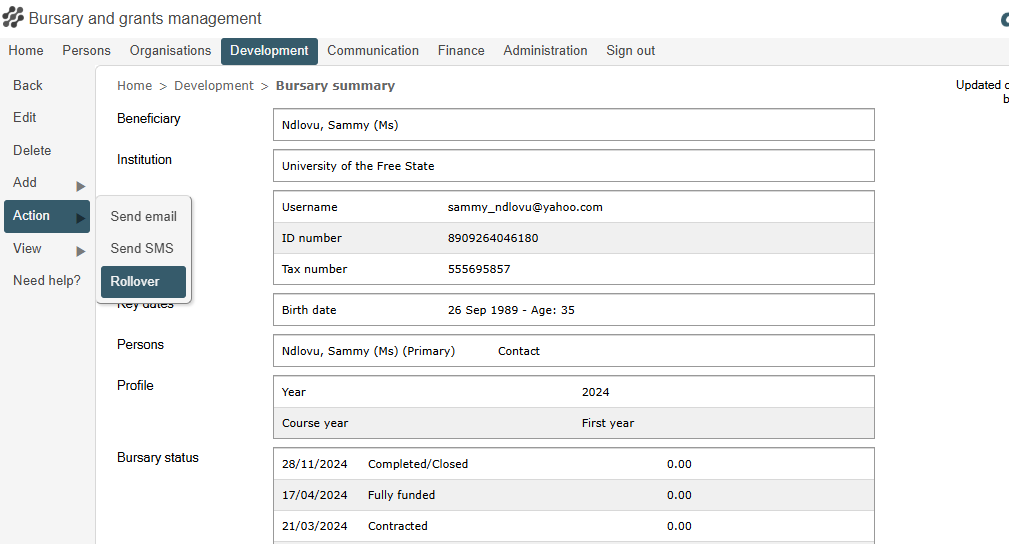 Bursary and grants management
Home Persons Organisations Development Communication Finance Administration Sign out
Back
Edit
Delete
Add
Action
View
Need help?
Send email
Send SMS
Rollover
Home > Development > Bursary summary
Updated
Beneficiary
Ndlovu, Sammy (Ms)
Institution
University of the Free State
Username sammy_ndlovu@yahoo.com
ID number 8909264046180
Tax number 555695857
Key dates
Birth date 26 Sep 1989 - Age: 35
Persons
Ndlovu, Sammy (Ms) (Primary) Contact
Profile
Year 2024
Course year First year
Bursary status
28/11/2024 Completed/Closed 0.00
17/04/2024 Fully funded 0.00
21/03/2024 Contracted 0.00